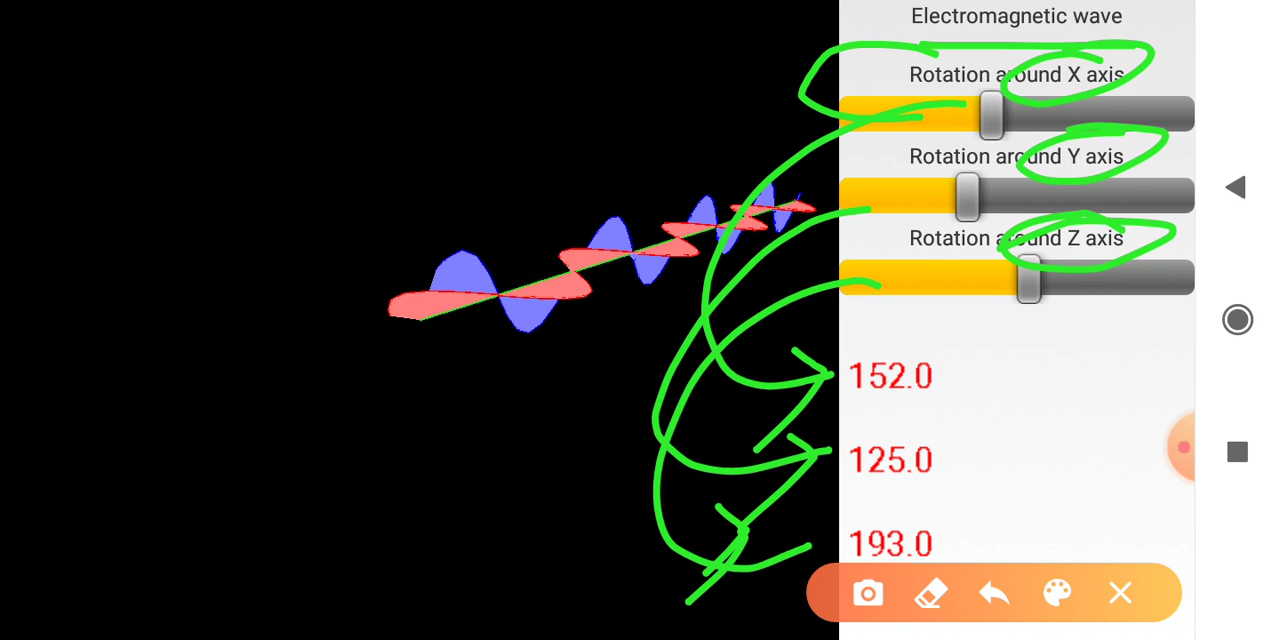 Electromagnetic wave
Rotation around X axis
Rotation around Y axis
Rotation around Z axis
152.0
125.0
193.0